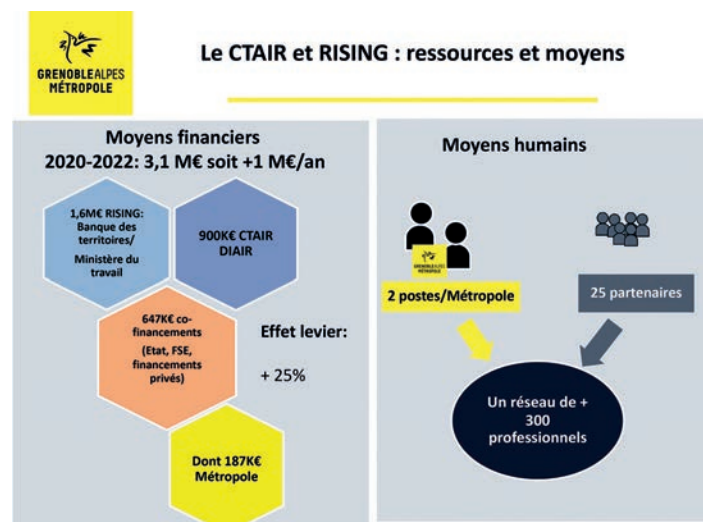 GRENOBLEALPES
MÉTROPOLE
Le CTAIR et RISING : ressources et moyens
Moyens financiers
2020-2022: 3,1 M€ soit +1 M€/an
1,6M€ RISING:
Banque des
territoires/
Ministère du
travail
900K€ CTAIR
DIAIR
647K€ co-
financements
(Etat, FSE,
financements
privés)
Effet levier:
+ 25%
Dont 187K€
Métropole
Moyens humains
2 postes/Métropole
25 partenaires
Un réseau de +
300
professionnels